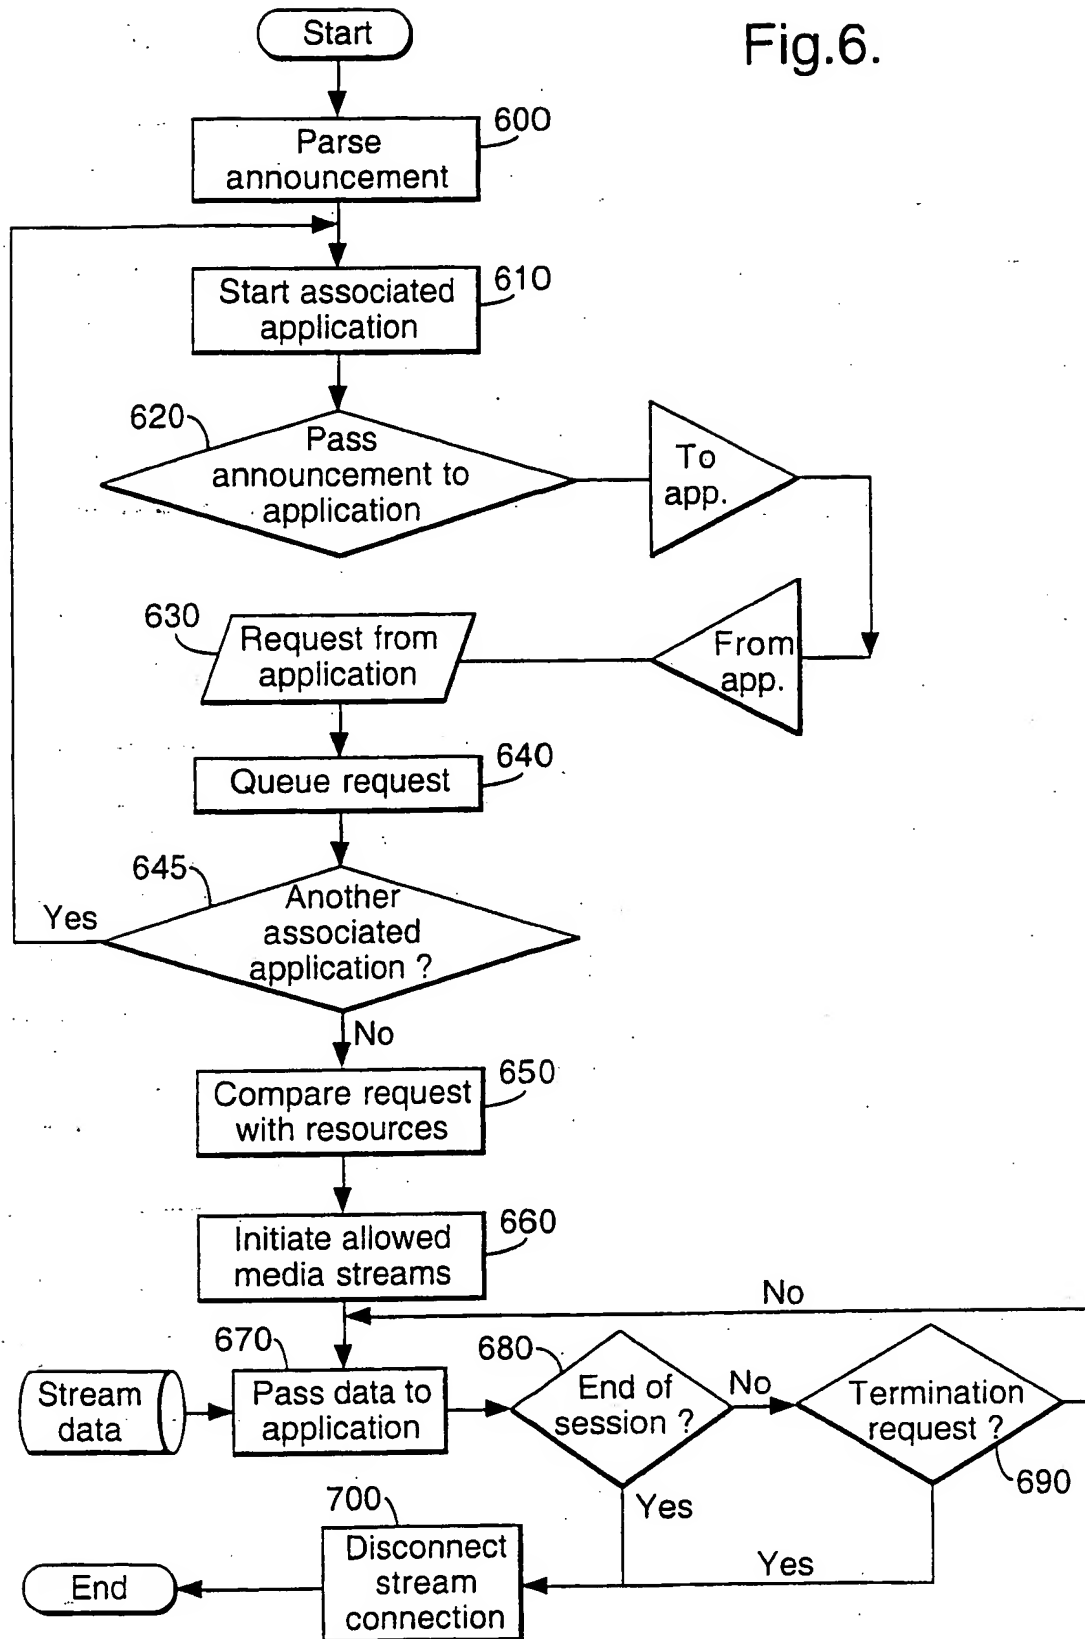 Start
Fig.6.
600
Parse
announcement
610
Start associated
application
620
Pass
announcement to
application
To
app.
630
Request from
application
From
app.
640
Queue request
645
Another
associated
application ?
Yes
No
650
Compare request
with resources
660
Initiate allowed
media streams
No
670
680
Stream
data
Pass data to
application
End of
session ?
No
Termination
request ?
690
Yes
700
Disconnect
stream
connection
Yes
End